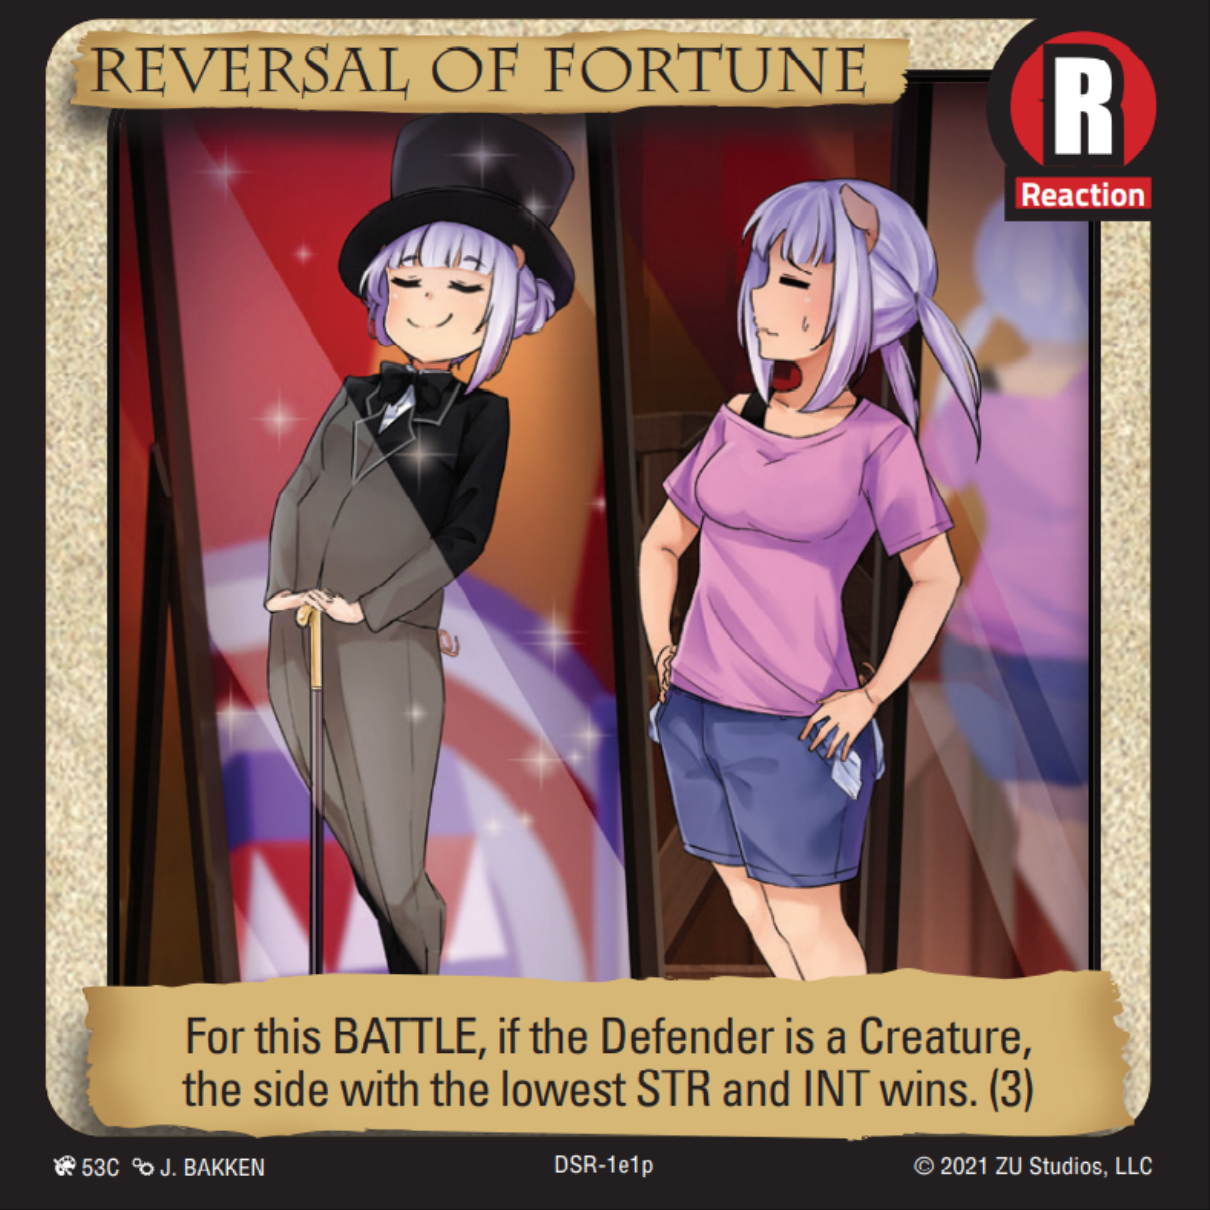 REVERSAL OF FORTUNE
R
Reaction
For this BATTLE, if the Defender is a Creature,
the side with the lowest STR and INT wins. (3)
53C J. BAKKEN
DSR-1e1p
© 2021 ZU Studios, LLC